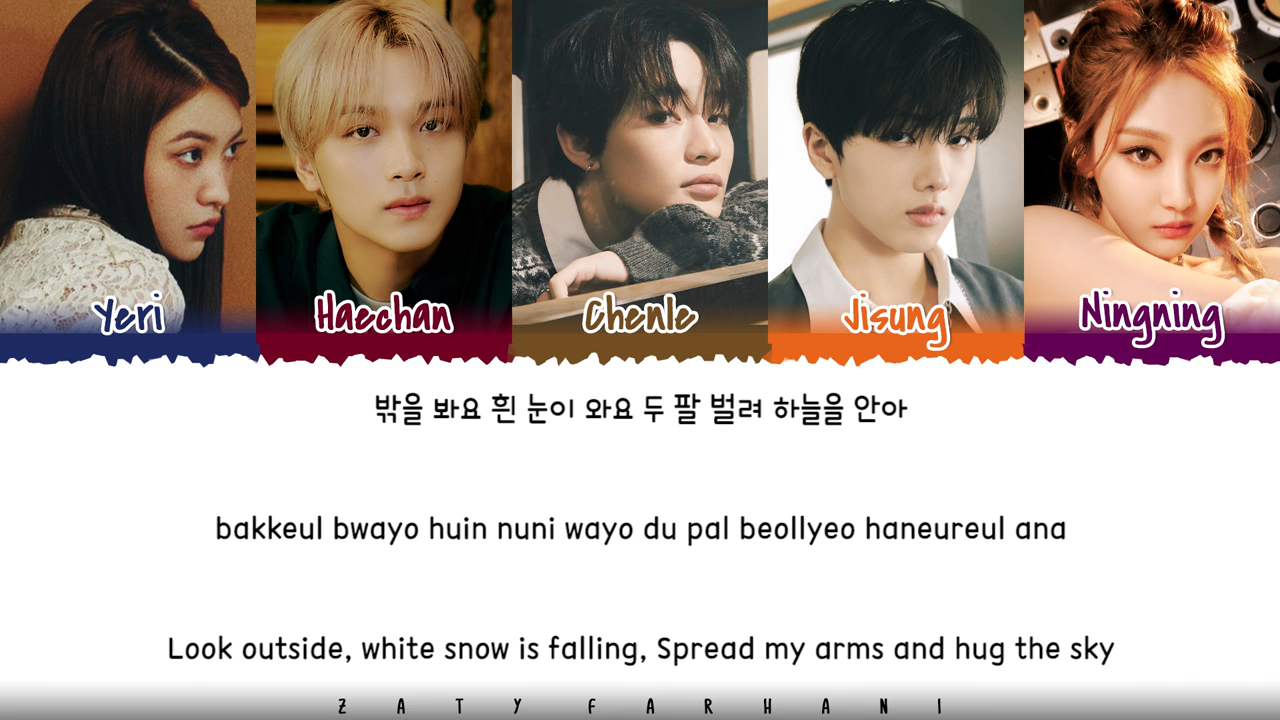 Yeri
Haechan
Chenle
Jisung
Ningning
밖을 봐요 흰 눈이 와요 두 팔 벌려 하늘을 안아
bakkeul bwayo huin nuni wayo du pal beollyeo haneureul ana
Look outside, white snow is falling, Spread my arms and hug the sky
ZATY FARHANI